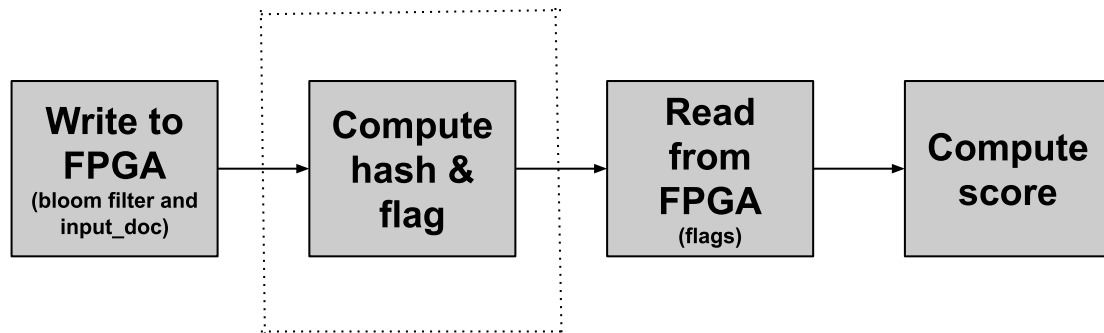 Write to
FPGA
(bloom filter and
input_doc)
Compute
hash &
flag
Read
from
FPGA
(flags)
Compute
score